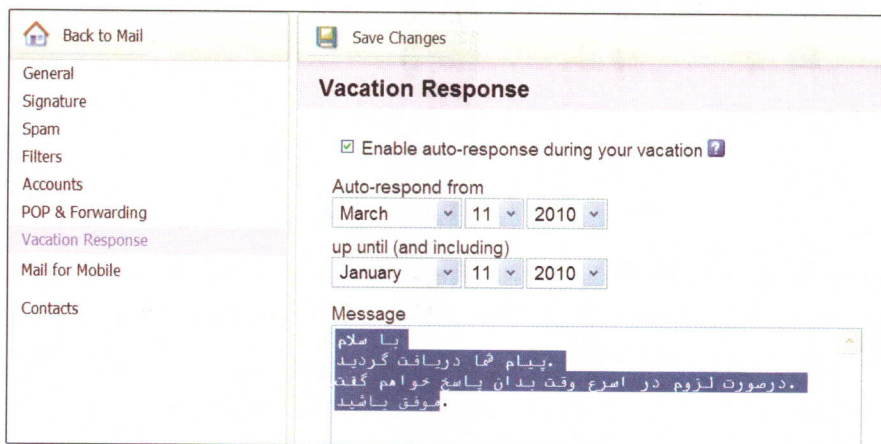 Back to Mail
Save Changes
General
Signature
Spam
Filters
Accounts
POP & Forwarding
Vacation Response
Mail for Mobile
Contacts
Vacation Response
Enable auto-response during your vacation ?
Auto-respond from
March 11 2010
up until (and including)
January 11 2010
Message
با سلام
پیام شما دریافت گردید.
درصورت لزوم در اسرع وقت بدان پاسخ خواهم گفت.
موفق باشید.